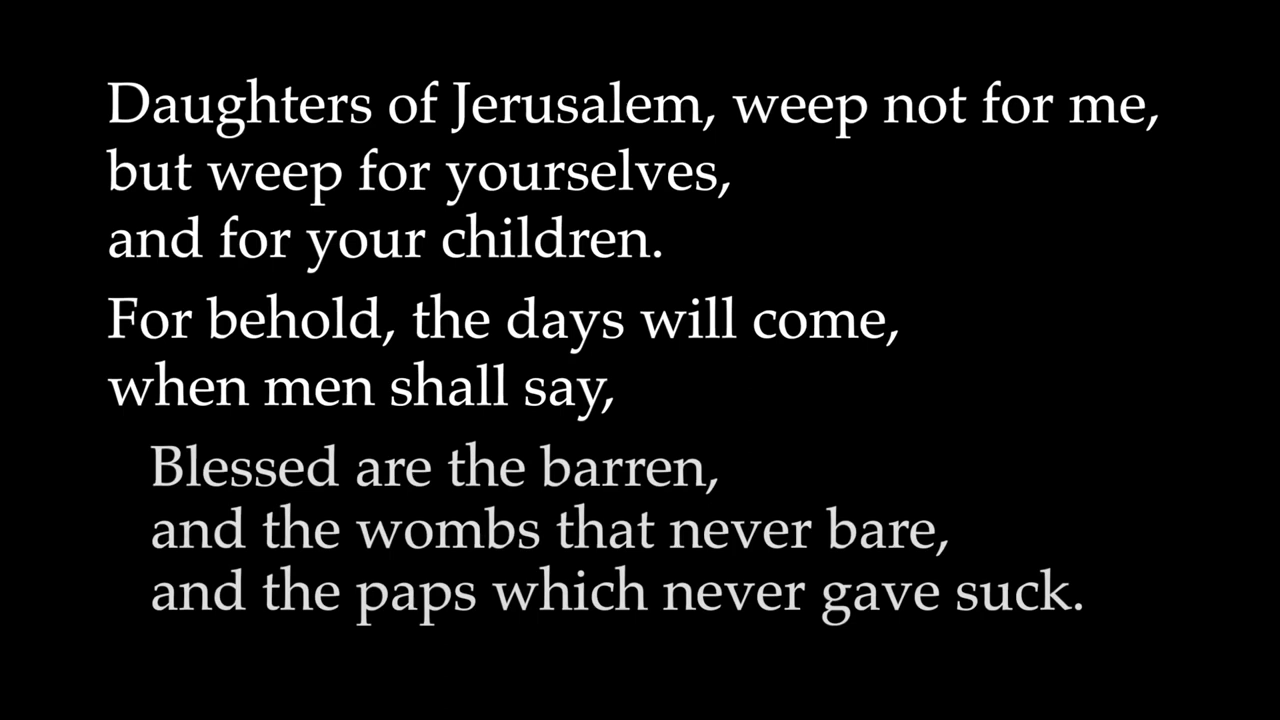 Daughters of Jerusalem, weep not for me,
but weep for yourselves,
and for your children.
For behold, the days will come,
when men shall say,
Blessed are the barren,
and the wombs that never bare,
and the paps which never gave suck.